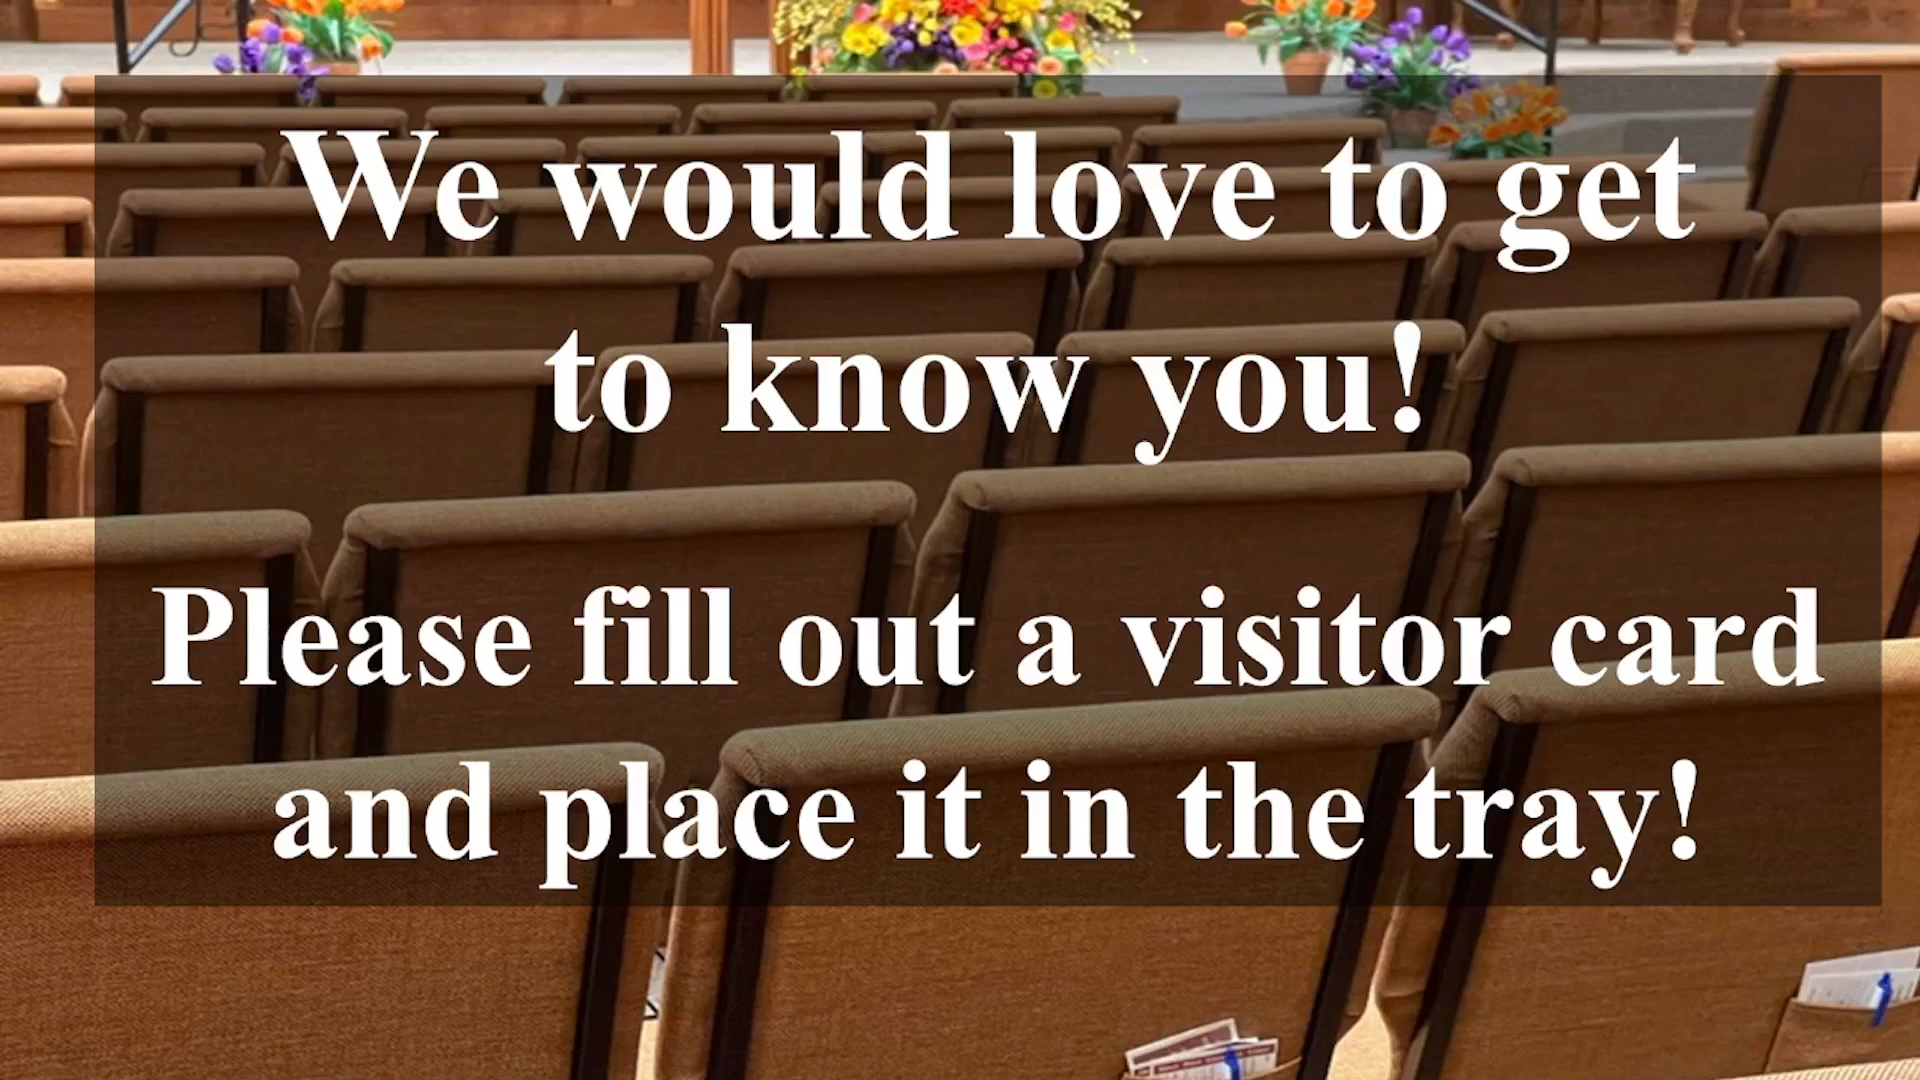 We would love to get
to know you!
Please fill out a visitor card
and place it in the tray!